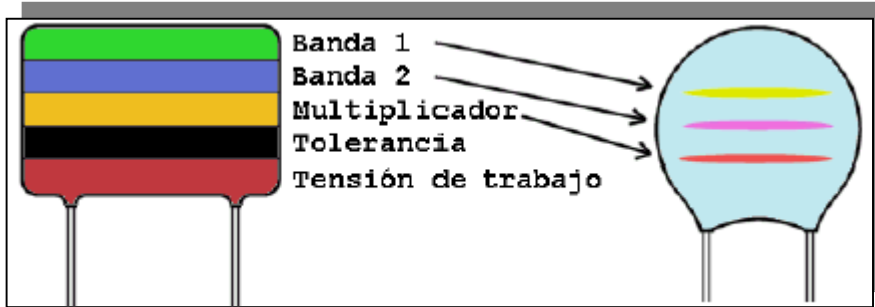 Banda 1
Banda 2
Multiplicador
Tolerancia
Tensión de trabajo